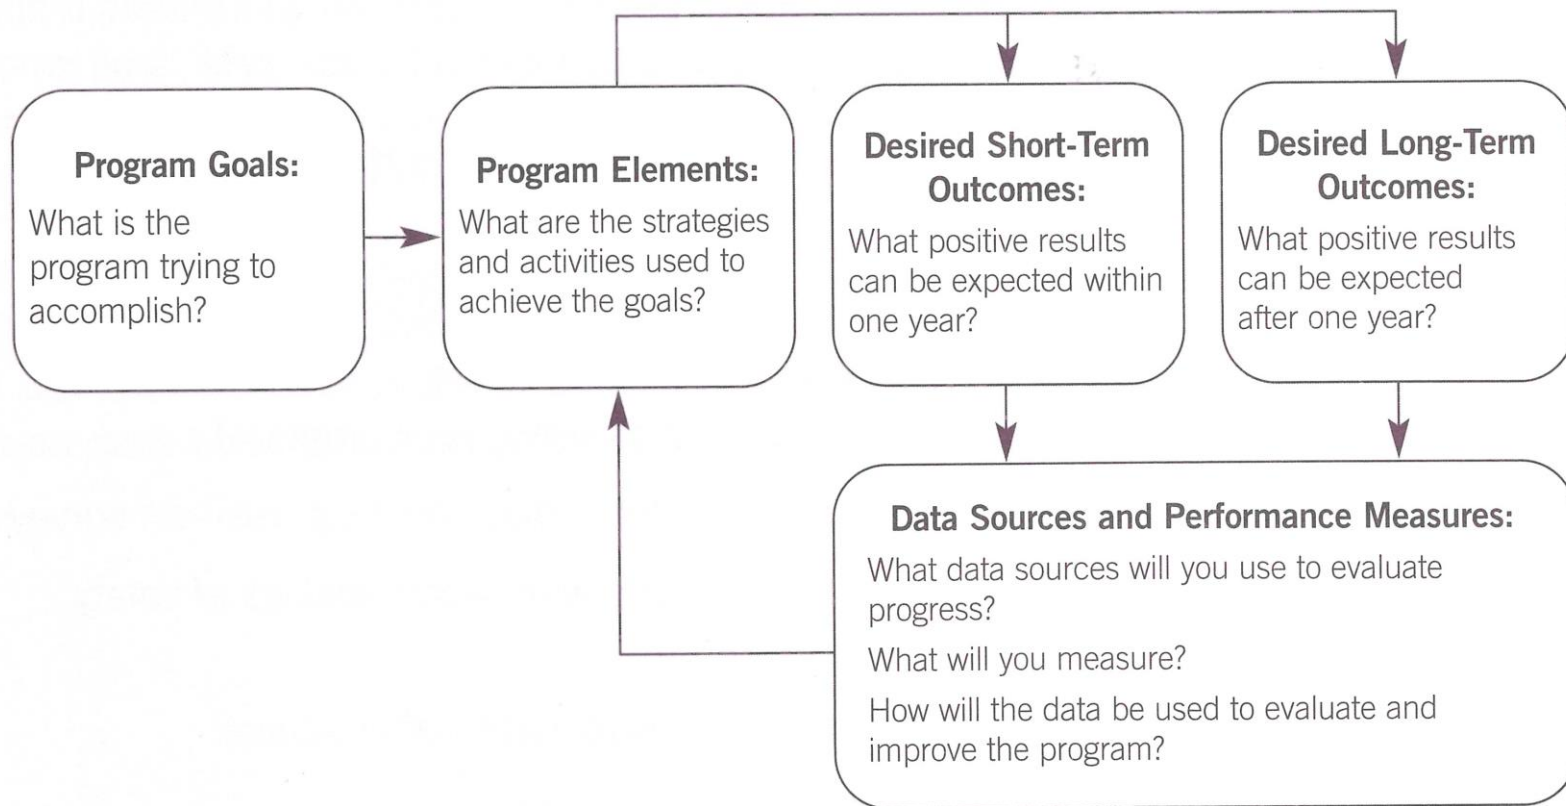 Program Goals:
What is the
program trying to
accomplish?
Program Elements:
What are the strategies
and activities used to
achieve the goals?
Desired Short-Term
Outcomes:
What positive results
can be expected within
one year?
Desired Long-Term
Outcomes:
What positive results
can be expected
after one year?
Data Sources and Performance Measures:
What data sources will you use to evaluate
progress?
What will you measure?
How will the data be used to evaluate and
improve the program?